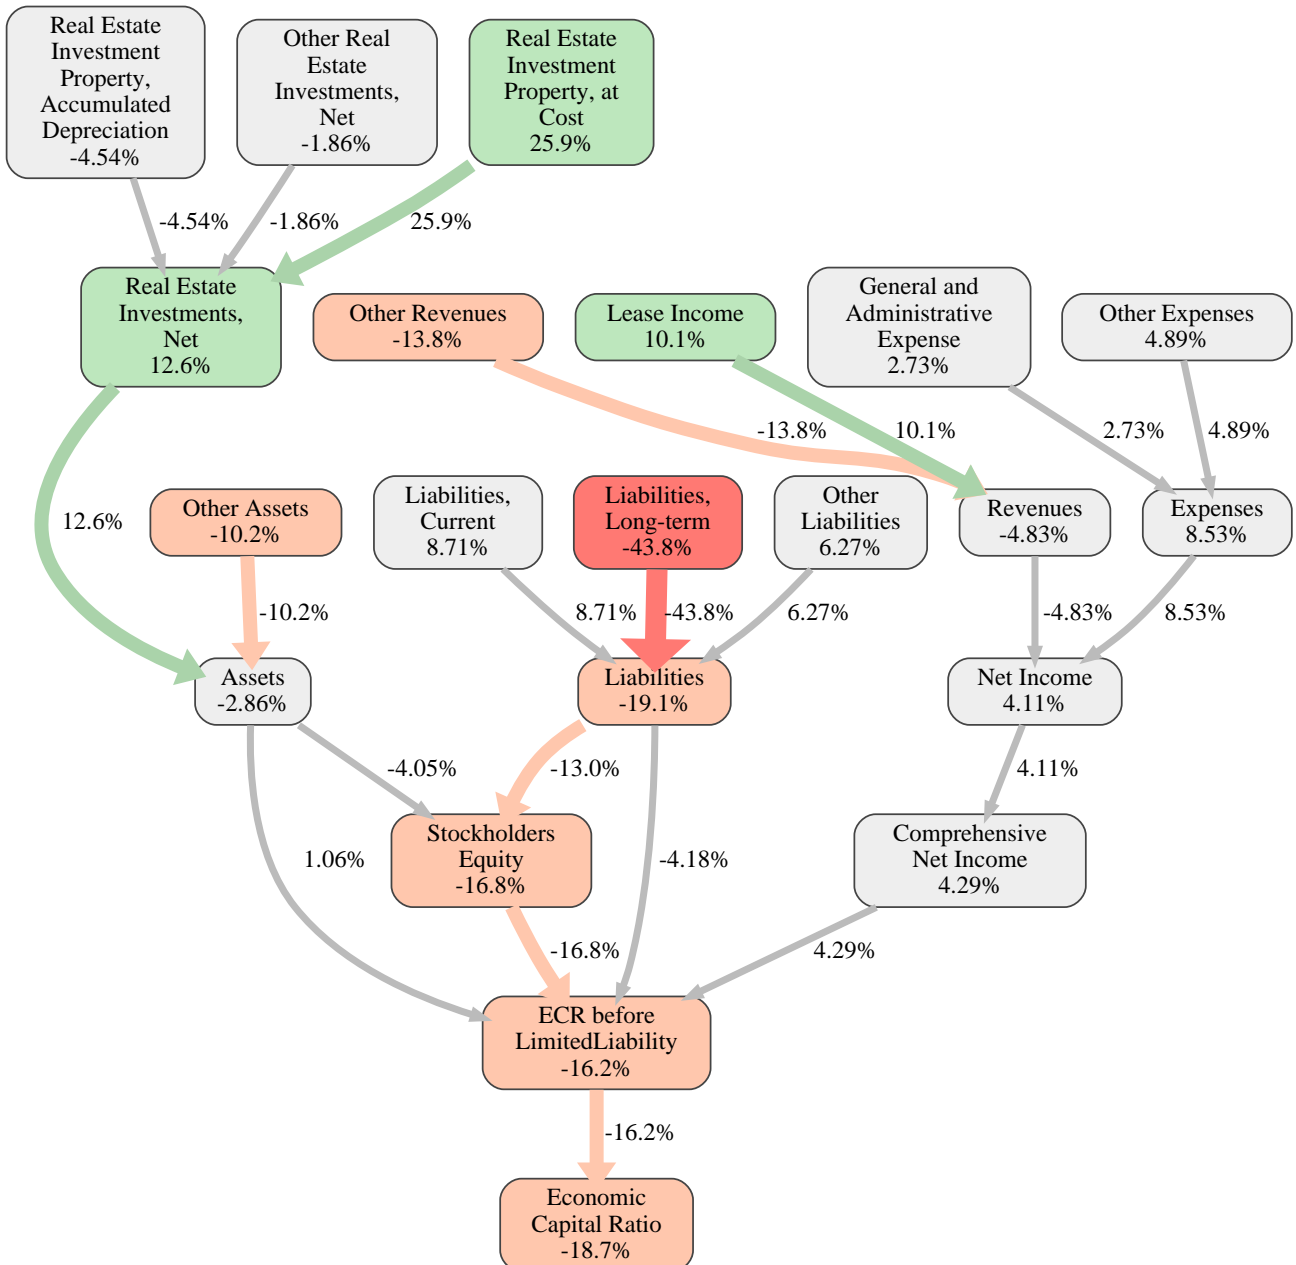 Real Estate
Investment
Property,
Accumulated
Depreciation
-4.54%
Other Real
Estate
Investments,
Net
-1.86%
Real Estate
Investment
Property, at
Cost
25.9%
-4.54%
-1.86%
25.9%
Real Estate
Investments,
Net
12.6%
Other Revenues
-13.8%
Lease Income
10.1%
General and
Administrative
Expense
2.73%
Other Expenses
4.89%
-13.8%
10.1%
2.73%
4.89%
12.6%
Other Assets
-10.2%
Liabilities,
Current
8.71%
Liabilities,
Long-term
-43.8%
Other
Liabilities
6.27%
Revenues
-4.83%
Expenses
8.53%
-10.2%
8.71%
-43.8%
6.27%
-4.83%
8.53%
Assets
-2.86%
Liabilities
-19.1%
Net Income
4.11%
-4.05%
-13.0%
4.11%
1.06%
Stockholders
Equity
-16.8%
-4.18%
Comprehensive
Net Income
4.29%
-16.8%
4.29%
ECR before
LimitedLiability
-16.2%
-16.2%
Economic
Capital Ratio
-18.7%